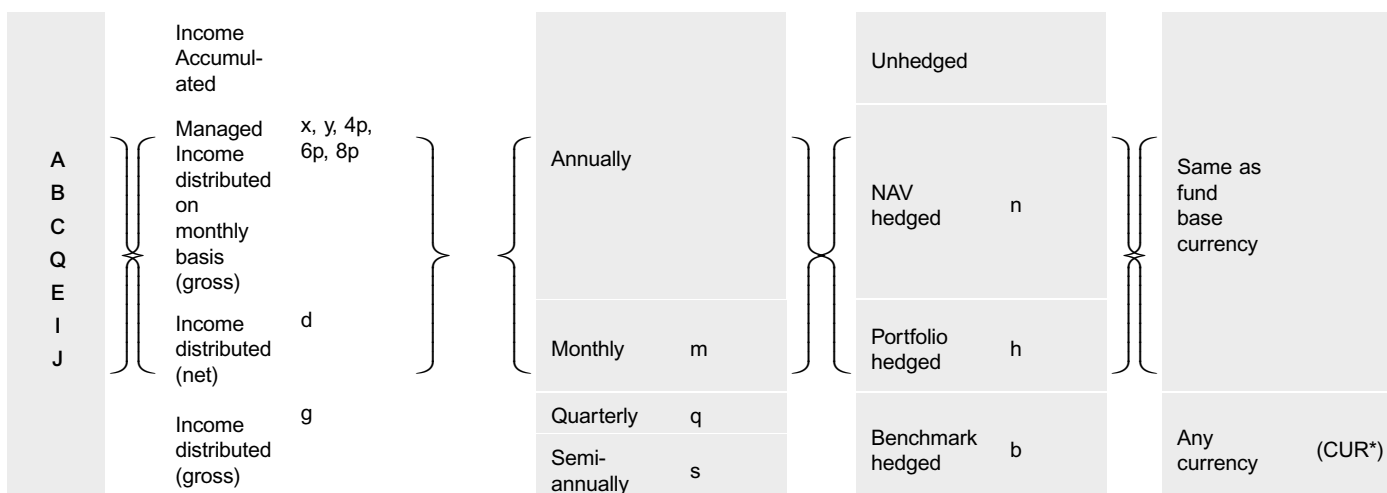 A
B
C
Q
E
I
J
Income
Accumul-
ated
Managed
Income
distributed
on
monthly
basis
(gross)
x, y, 4p,
6p, 8p
Income
distributed
(net)
d
Income
distributed
(gross)
g
Annually
Monthly m
Quarterly q
Semi-
annually
s
Unhedged
NAV
hedged
n
Portfolio
hedged
h
Benchmark
hedged
b
Same as
fund
base
currency
Any
currency
(CUR*)